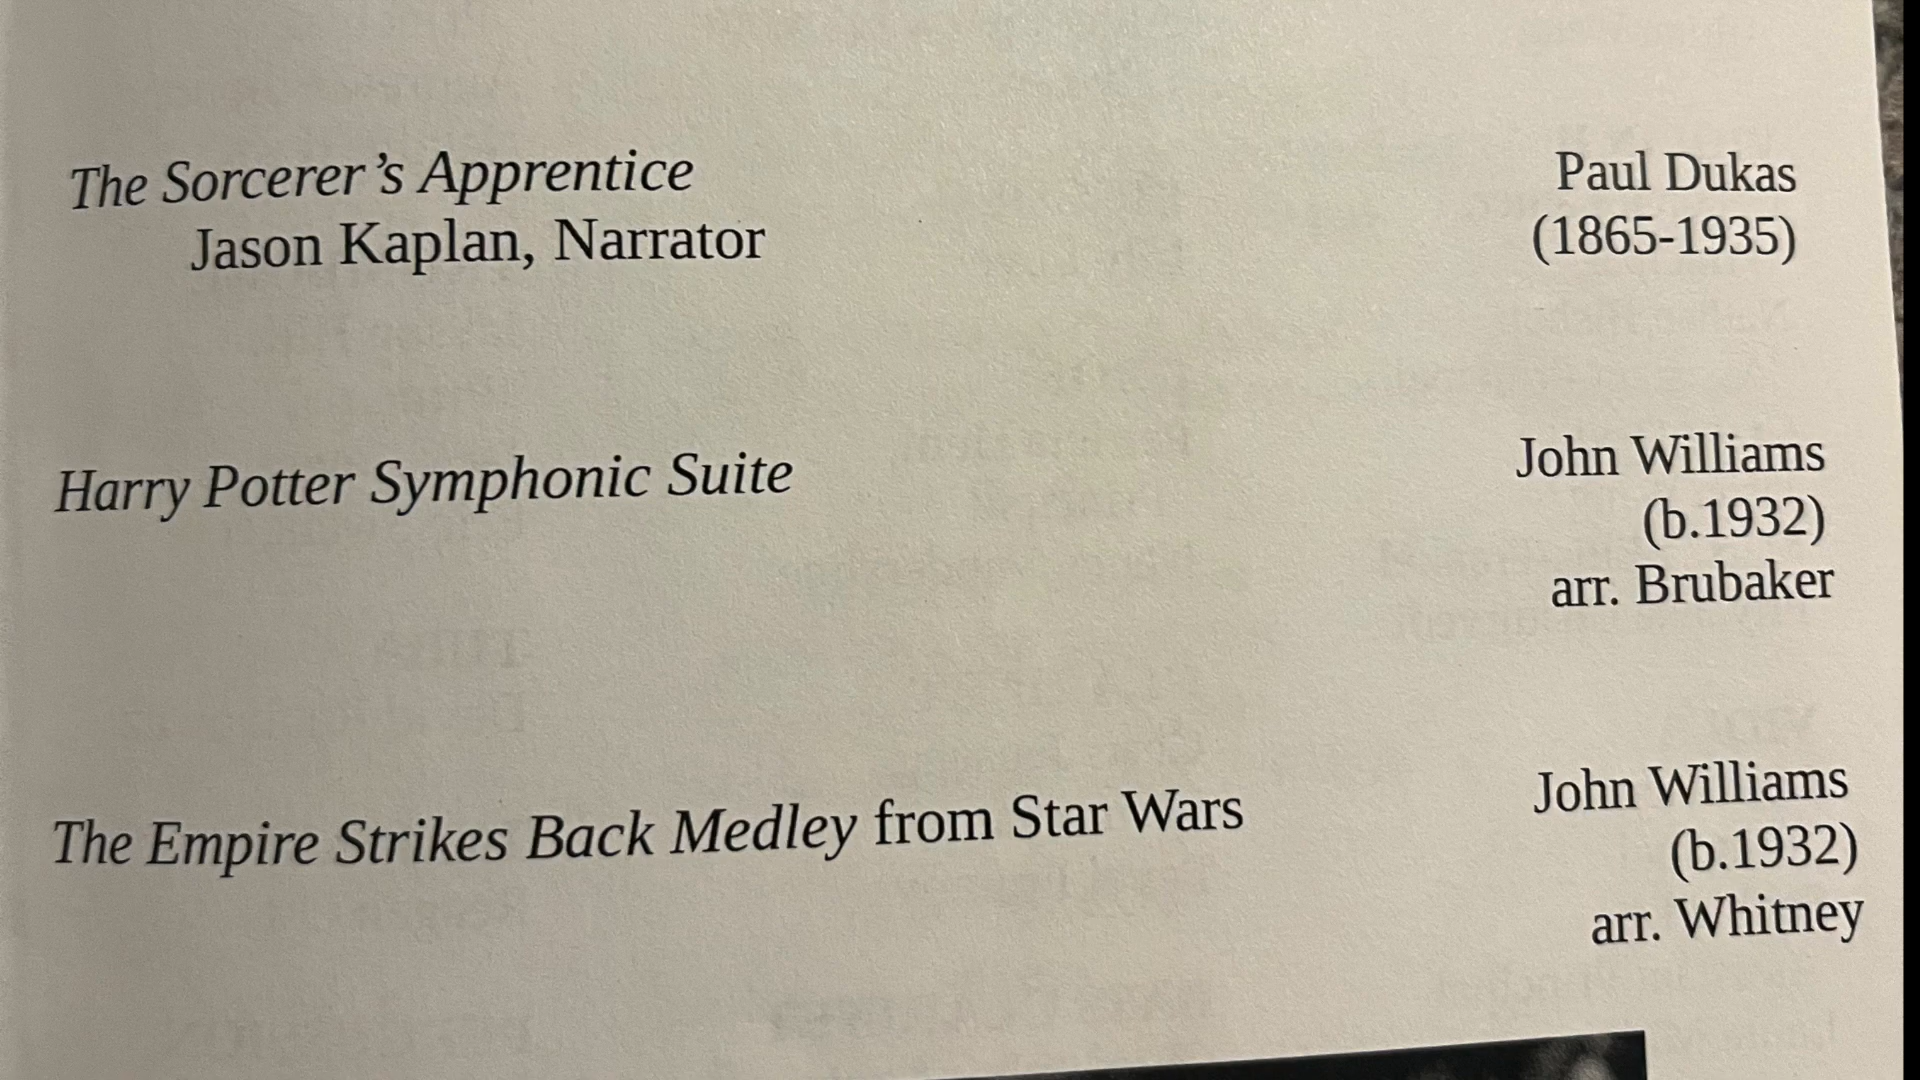 The Sorcerer's Apprentice Paul Dukas
Jason Kaplan, Narrator (1865-1935)
Harry Potter Symphonic Suite John Williams
(b.1932)
arr. Brubaker
The Empire Strikes Back Medley from Star Wars John Williams
(b.1932)
arr. Whitney